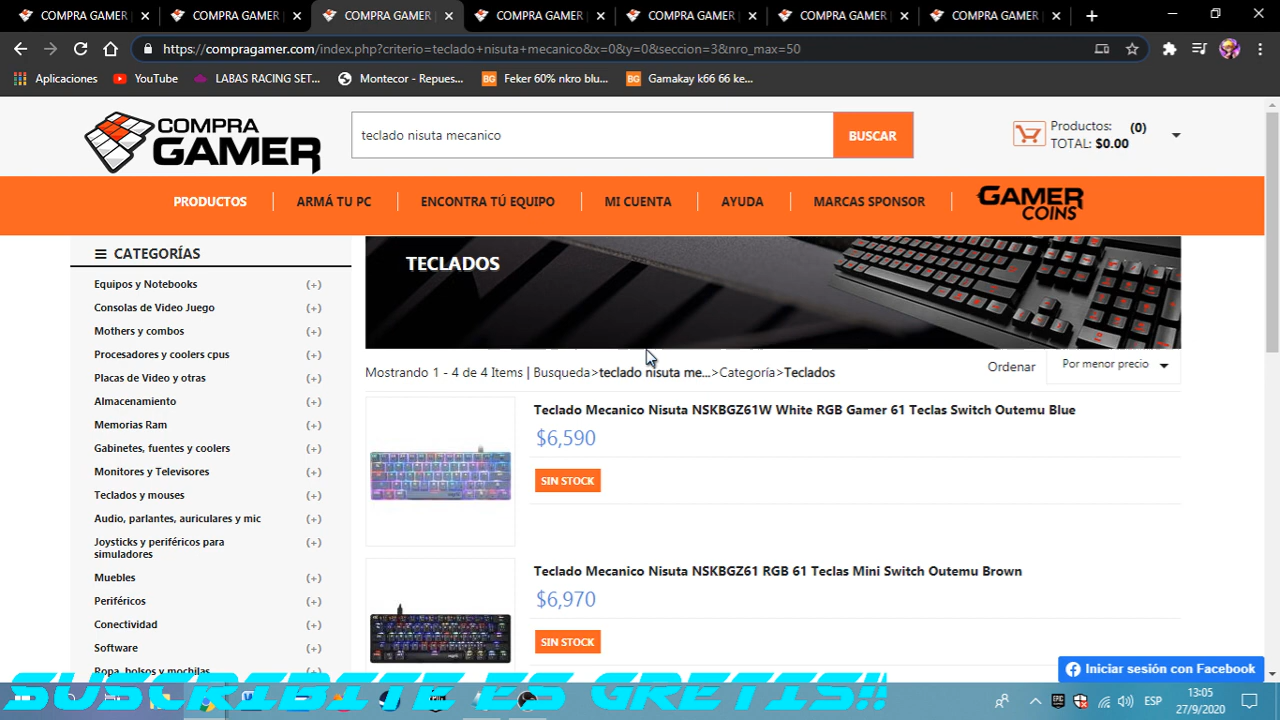 COMPRA GAMER COMPRA GAMER COMPRA GAMER COMPRA GAMER COMPRA GAMER COMPRA GAMER COMPRA GAMER
https://compragamer.com/index.php?criterio=teclado+nisuta+mecanico&x=0&y=0&seccion=3&nro_max=50
Aplicaciones YouTube LABAS RACING SET... Montecor - Repues... Feker 60% nkro blu... Gamakay k66 66 ke...
COMPRA
GAMER
teclado nisuta mecanico
BUSCAR
Productos: (0)
TOTAL: $0.00
PRODUCTOS ARMÁ TU PC ENCONTRA TÚ EQUIPO MI CUENTA AYUDA MARCAS SPONSOR GAMER COINS
CATEGORÍAS
Equipos y Notebooks (+)
Consolas de Video Juego (+)
Mothers y combos (+)
Procesadores y coolers cpus (+)
Placas de Video y otras (+)
Almacenamiento (+)
Memorias Ram (+)
Gabinetes, fuentes y coolers (+)
Monitores y Televisores (+)
Teclados y mouses (+)
Audio, parlantes, auriculares y mic (+)
Joysticks y periféricos para simuladores (+)
Muebles (+)
Periféricos (+)
Conectividad (+)
Software (+)
Ropa, bolsos y mochilas (+)
TECLADOS
Mostrando 1 - 4 de 4 Items | Busqueda>teclado nisuta me...>Categoría>Teclados
Ordenar Por menor precio
Teclado Mecanico Nisuta NSKBGZ61W White RGB Gamer 61 Teclas Switch Outemu Blue
$6,590
SIN STOCK
Teclado Mecanico Nisuta NSKBGZ61 RGB 61 Teclas Mini Switch Outemu Brown
$6,970
SIN STOCK
Iniciar sesión con Facebook
SUSCRIBITE ES GRETIS!!
ESP
13:05
27/9/2020